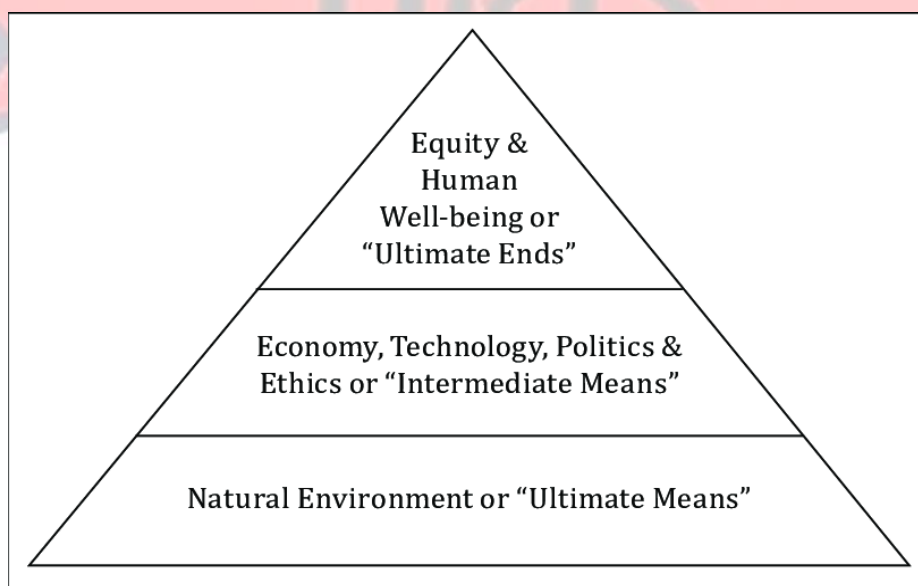 Equity &
Human
Well-being or
“Ultimate Ends”
Economy, Technology, Politics &
Ethics or “Intermediate Means”
Natural Environment or “Ultimate Means”